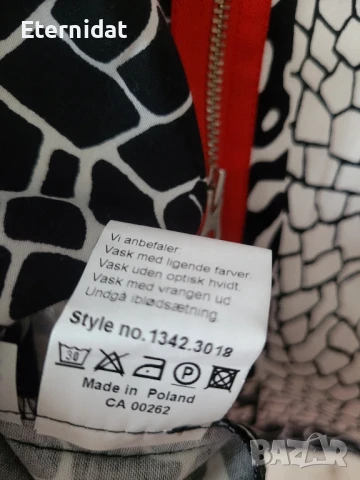 Eternidat
Vi anbefaler:
Vask med ligende farver.
Vask uden optisk hvidt.
Vask med vrangen ud
Undgå iblødsætning.
Style no.1342.3018
30
P
Made in Poland
CA 00262
BAZAR